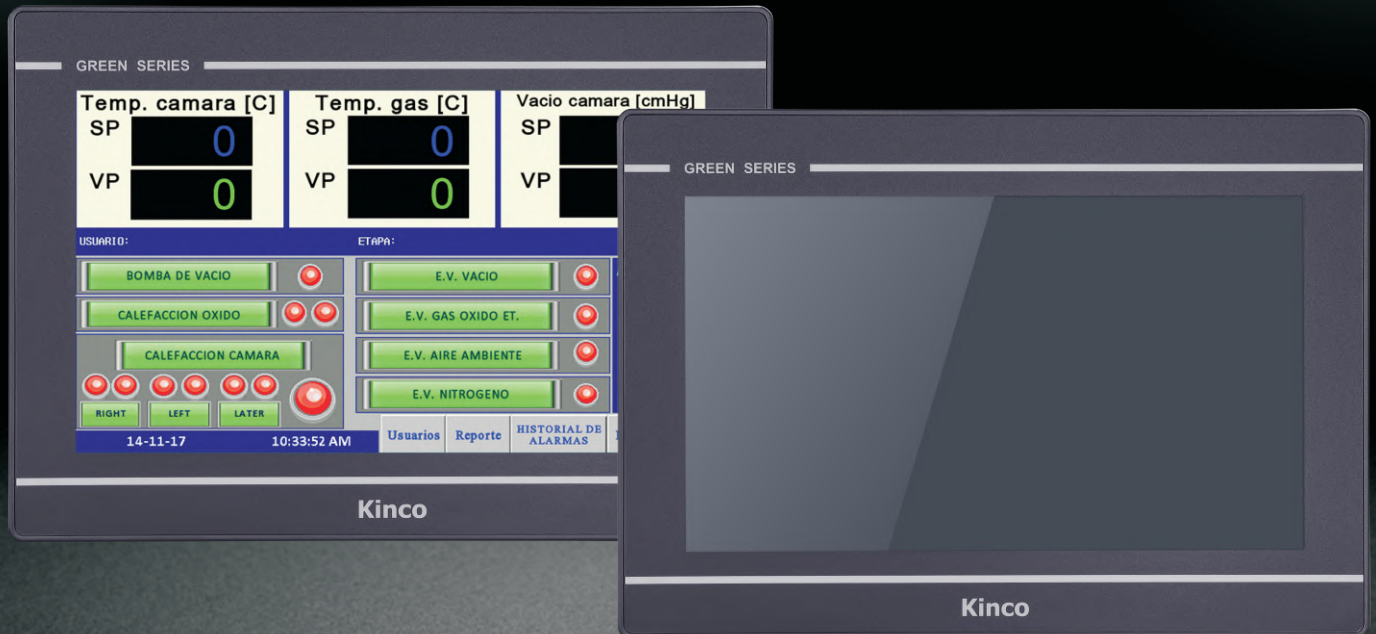 GREEN SERIES
Temp. camara [C]
SP
0
VP
0
Temp. gas [C]
SP
0
VP
0
Vacio camara [cmHg]
SP
VP
USUARIO:
ETAPA:
BOMBA DE VACIO
CALEFACCION OXIDO
CALEFACCION CAMARA
RIGHT
LEFT
LATER
E.V. VACIO
E.V. GAS OXIDO ET.
E.V. AIRE AMBIENTE
E.V. NITROGENO
14-11-17
10:33:52 AM
Usuarios
Reporte
HISTORIAL DE
ALARMAS
Kinco
GREEN SERIES
Kinco